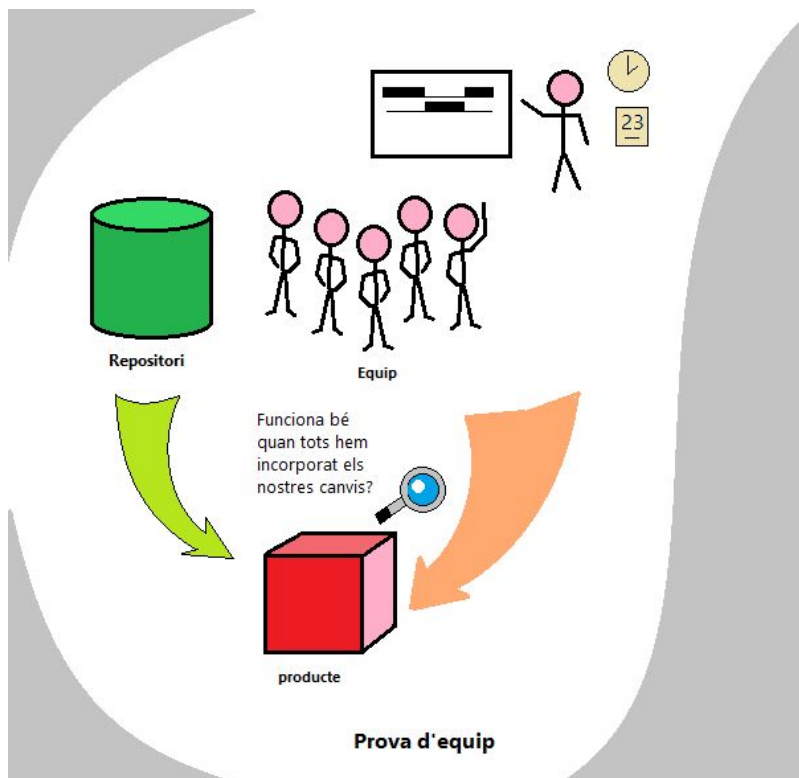 23
Repositori
Equip
Funciona bé
quan tots hem
incorporat els
nostres canvis?
producte
Prova d'equip